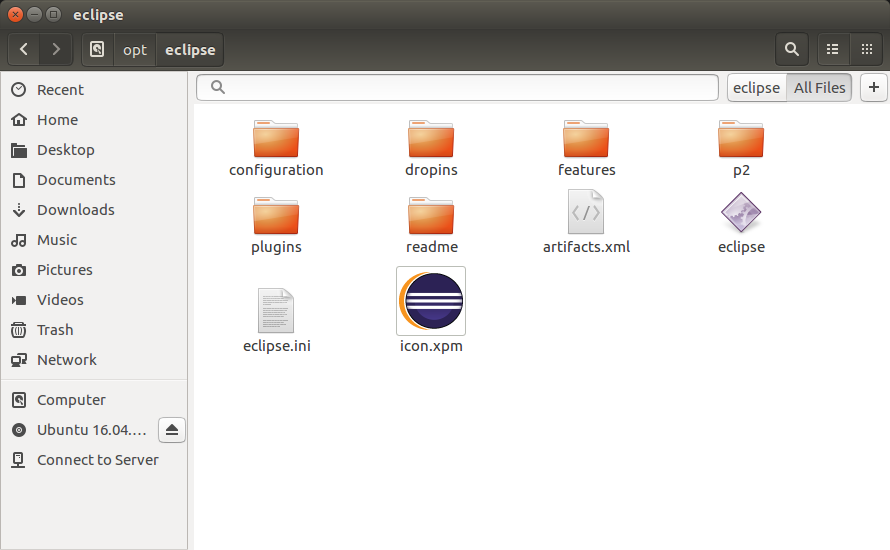 eclipse
opt eclipse
eclipse All Files
Recent
Home
Desktop
Documents
Downloads
Music
Pictures
Videos
Trash
Network
Computer
Ubuntu 16.04....
Connect to Server
configuration dropins features p2
plugins readme artifacts.xml eclipse
eclipse.ini icon.xpm